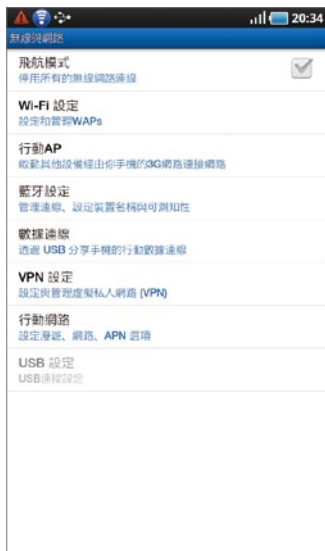 20:34
無線與網路
飛航模式
停用所有的無線網路連線
Wi-Fi 設定
設定和管理WAPs
行動AP
啟動其他設備經由你手機的3G網路連接網路
藍牙設定
管理連線、設定裝置名稱與可測知性
數據連線
透過 USB 分享手機的行動數據連線
VPN 設定
設定與管理虛擬私人網路 (VPN)
行動網路
設定漫遊、網路、APN 選項
USB 設定
USB連接設定